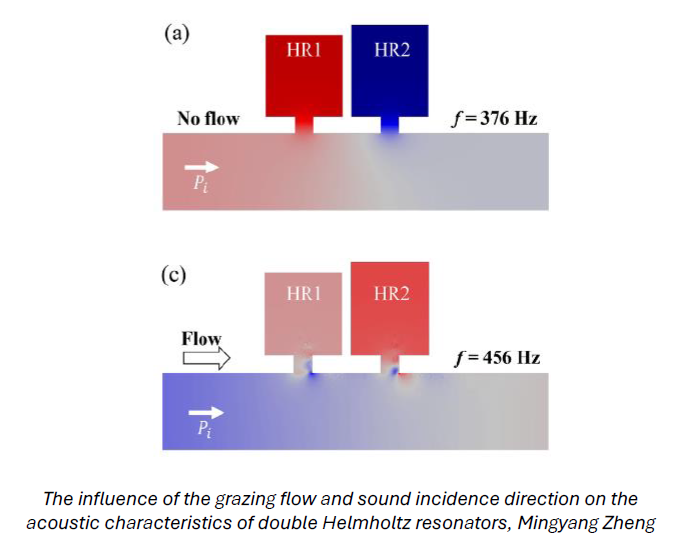 (a)
HR1 HR2
No flow
f = 376 Hz
Pi
(c)
HR1 HR2
Flow
f = 456 Hz
Pi
The influence of the grazing flow and sound incidence direction on the
acoustic characteristics of double Helmholtz resonators, Mingyang Zheng